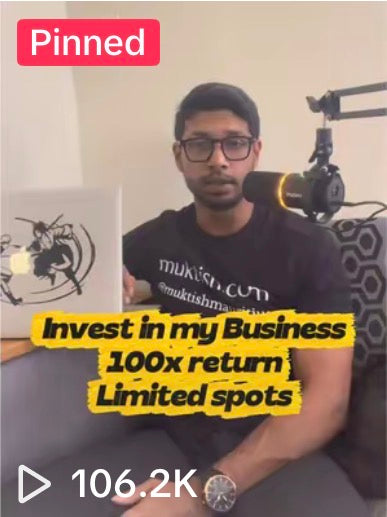 Pinned
muktish.com
Invest in my Business
100x return
Limited spots
106.2K